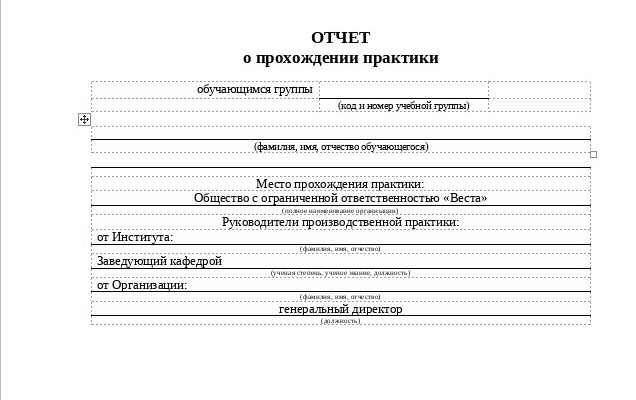 ОТЧЕТ
о прохождении практики
обучающимся группы
(код и номер учебной группы)
(фамилия, имя, отчество обучающегося)
Место прохождения практики:
Общество с ограниченной ответственностью «Веста»
(полное наименование организации)
Руководители производственной практики:
от Института:
(фамилия, имя, отчество)
Заведующий кафедрой
(ученая степень, ученое звание, должность)
от Организации:
(фамилия, имя, отчество)
генеральный директор
(должность)